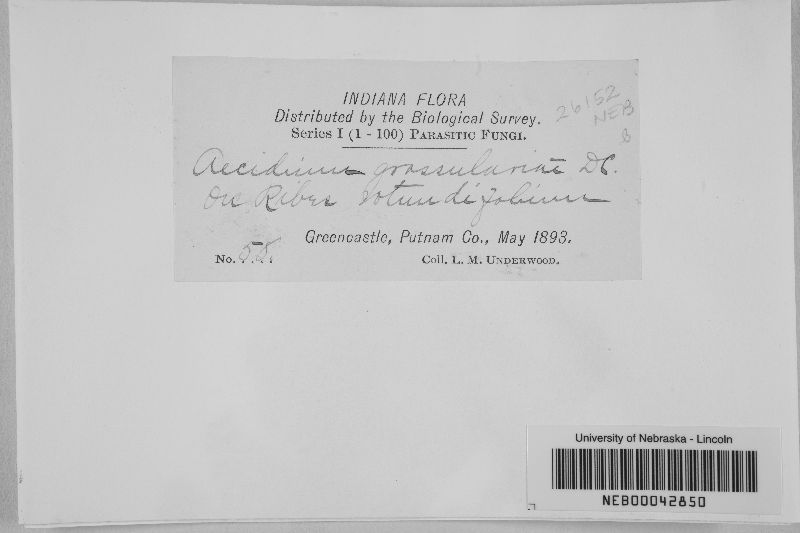 INDIANA FLORA
Distributed by the Biological Survey.
Series I (1 - 100) Parasitic Fungi.
26152
NEB
Aecidium grossulariae DC.
On Ribes rotundifolium
Greencastle, Putnam Co., May 1893.
No. 58.
Coll. L. M. Underwood.
University of Nebraska - Lincoln
NEB00042850